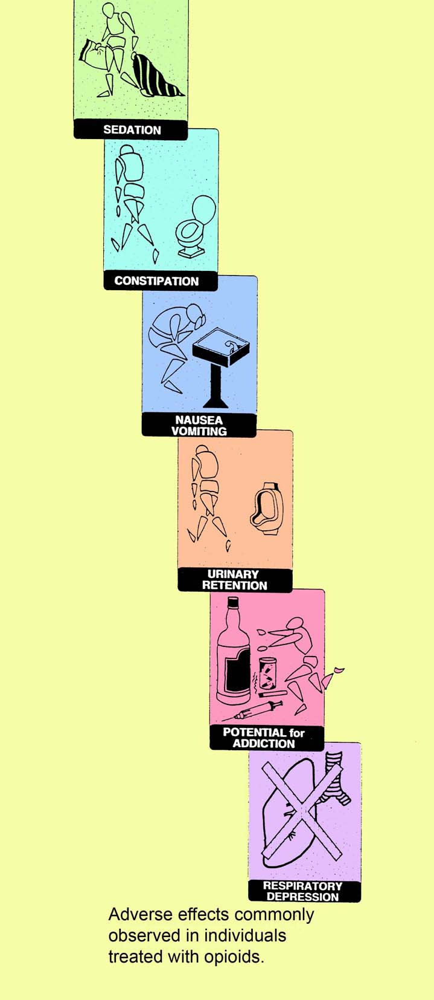 SEDATION
CONSTIPATION
NAUSEA
VOMITING
URINARY
RETENTION
POTENTIAL for
ADDICTION
RESPIRATORY
DEPRESSION
Adverse effects commonly
observed in individuals
treated with opioids.